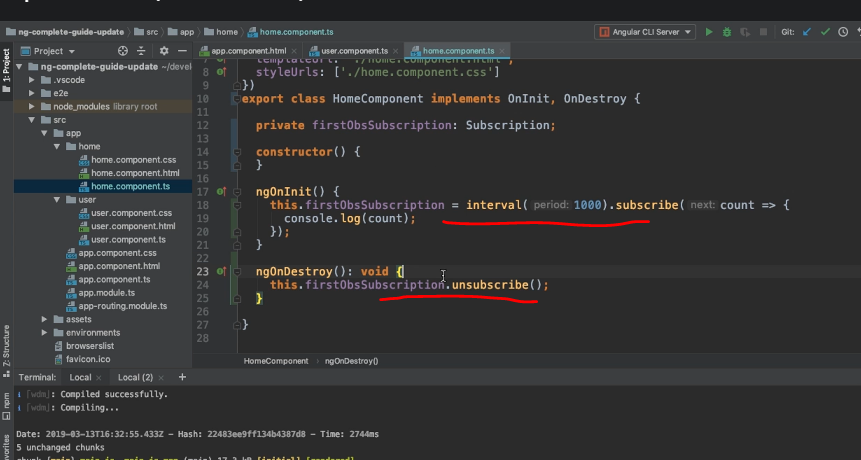 ng-complete-guide-update
src
app
home
home.component.ts
Angular CLI Server
Git:
1: Project
Project
app.component.html
user.component.ts
home.component.ts
ng-complete-guide-update ~/devel
.vscode
e2e
node_modules library root
src
app
home
home.component.css
home.component.html
home.component.ts
user
user.component.css
user.component.html
user.component.ts
app.component.css
app.component.html
app.component.ts
app.module.ts
app-routing.module.ts
assets
environments
browserslist
favicon.ico
7 templateUrl: './home.component.html',
8 styleUrls: ['./home.component.css']
9 })
10 export class HomeComponent implements OnInit, OnDestroy {
11
12 private firstObsSubscription: Subscription;
13
14 constructor() {
15 }
16
17 ngOnInit() {
18 this.firstObsSubscription = interval( period: 1000).subscribe( next: count => {
19 console.log(count);
20 });
21 }
22
23 ngOnDestroy(): void {
24 this.firstObsSubscription.unsubscribe();
25 }
26
27 }
28
HomeComponent › ngOnDestroy()
Z: Structure
npm
Terminal: Local × Local (2) × +
i [wdm]: Compiled successfully.
i [wdm]: Compiling...
Date: 2019-03-13T16:32:55.433Z - Hash: 22483ee9ff134b4387d8 - Time: 2744ms
5 unchanged chunks